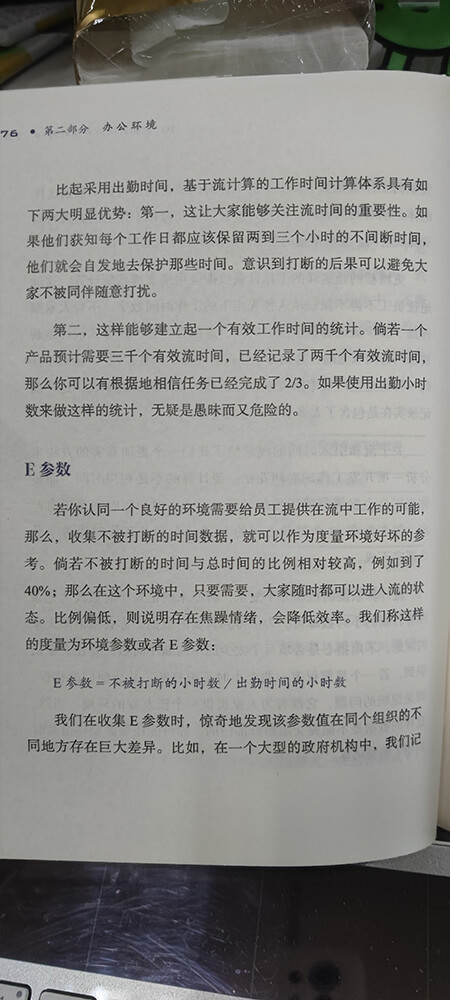 76 • 第二部分 办公环境
比起采用出勤时间，基于流计算的工作时间计算体系具有如
下两大明显优势：第一，这让大家能够关注流时间的重要性。如
果他们获知每个工作日都应该保留两到三个小时的不间断时间，
他们就会自发地去保护那些时间。意识到打断的后果可以避免大
家不被同伴随意打扰。
第二，这样能够建立起一个有效工作时间的统计。倘若一个
产品预计需要三千个有效流时间，已经记录了两千个有效流时间，
那么你可以有根据地相信任务已经完成了 2/3。如果使用出勤小时
数来做这样的统计，无疑是愚昧而又危险的。
E 参数
若你认同一个良好的环境需要给员工提供在流中工作的可能，
那么，收集不被打断的时间数据，就可以作为度量环境好坏的参
考。倘若不被打断的时间与总时间的比例相对较高，例如到了
40%；那么在这个环境中，只要需要，大家随时都可以进入流的状
态。比例偏低，则说明存在焦躁情绪，会降低效率。我们称这样
的度量为环境参数或者 E 参数：
E 参数 = 不被打断的小时数 / 出勤时间的小时数
我们在收集 E 参数时，惊奇地发现该参数值在同一个组织的不
同地方存在巨大差异。比如，在一个大型的政府机构中，我们记